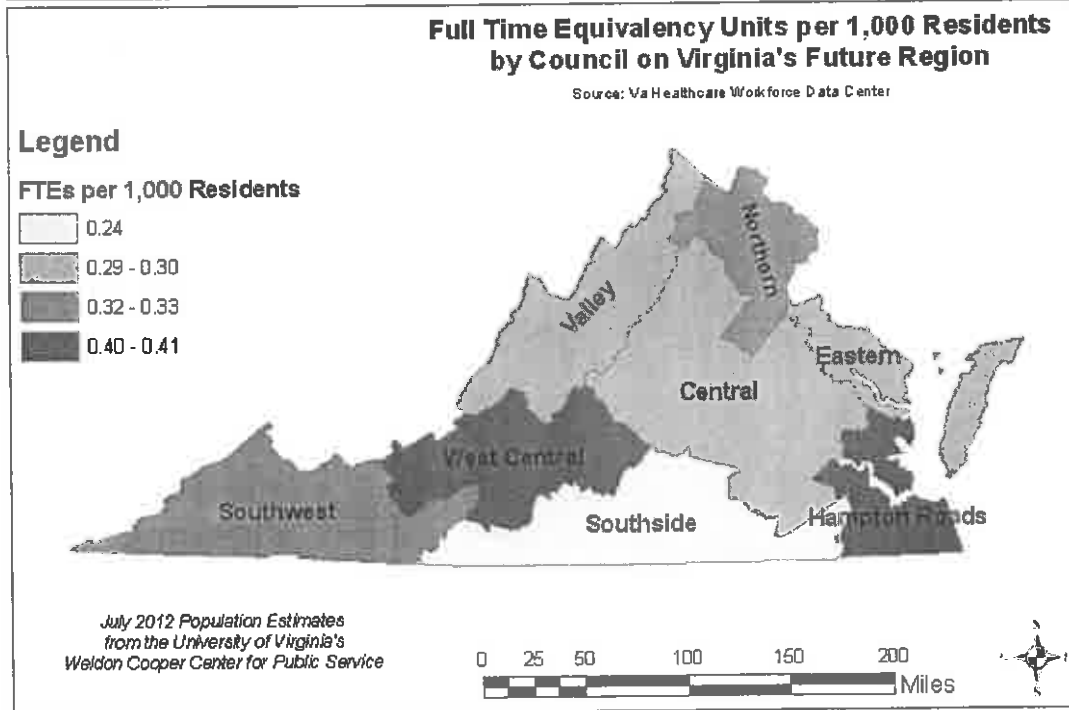 Full Time Equivalency Units per 1,000 Residents
by Council on Virginia's Future Region
Source: Va Healthcare Workforce Data Center
Legend
FTEs per 1,000 Residents
0.24
0.29 - 0.30
0.32 - 0.33
0.40 - 0.41
Northern
Valley
Eastern
Central
West Central
Southwest
Southside
Hampton Roads
July 2012 Population Estimates
from the University of Virginia's
Weldon Cooper Center for Public Service
0 25 50 100 150 200
Miles
N
S